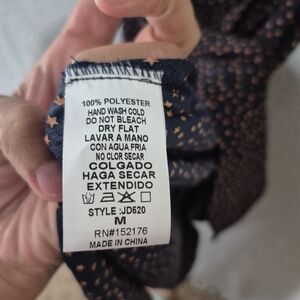 100% POLYESTER
HAND WASH COLD
DO NOT BLEACH
DRY FLAT
LAVAR A MANO
CON AGUA FRIA
NO CLOR SECAR
COLGADO
HAGA SECAR
EXTENDIDO
STYLE :JD520
M
RN#152176
MADE IN CHINA